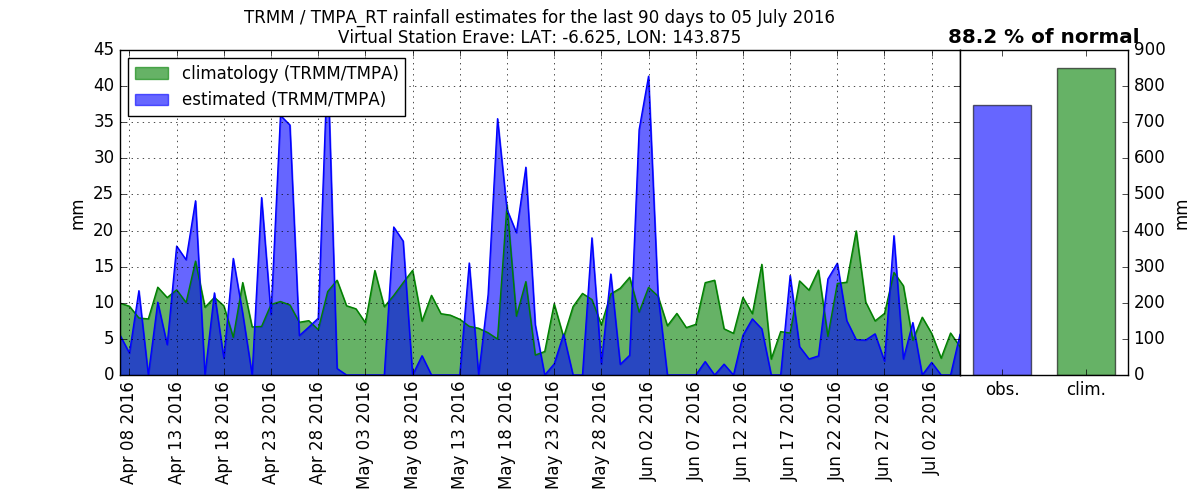 TRMM / TMPA_RT rainfall estimates for the last 90 days to 05 July 2016
Virtual Station Erave: LAT: -6.625, LON: 143.875
88.2 % of normal
climatology (TRMM/TMPA)
estimated (TRMM/TMPA)
mm
45
40
35
30
25
20
15
10
5
0
Apr 08 2016
Apr 13 2016
Apr 18 2016
Apr 23 2016
Apr 28 2016
May 03 2016
May 08 2016
May 13 2016
May 18 2016
May 23 2016
May 28 2016
Jun 02 2016
Jun 07 2016
Jun 12 2016
Jun 17 2016
Jun 22 2016
Jun 27 2016
Jul 02 2016
900
800
700
600
500
400
300
200
100
0
mm
obs.
clim.